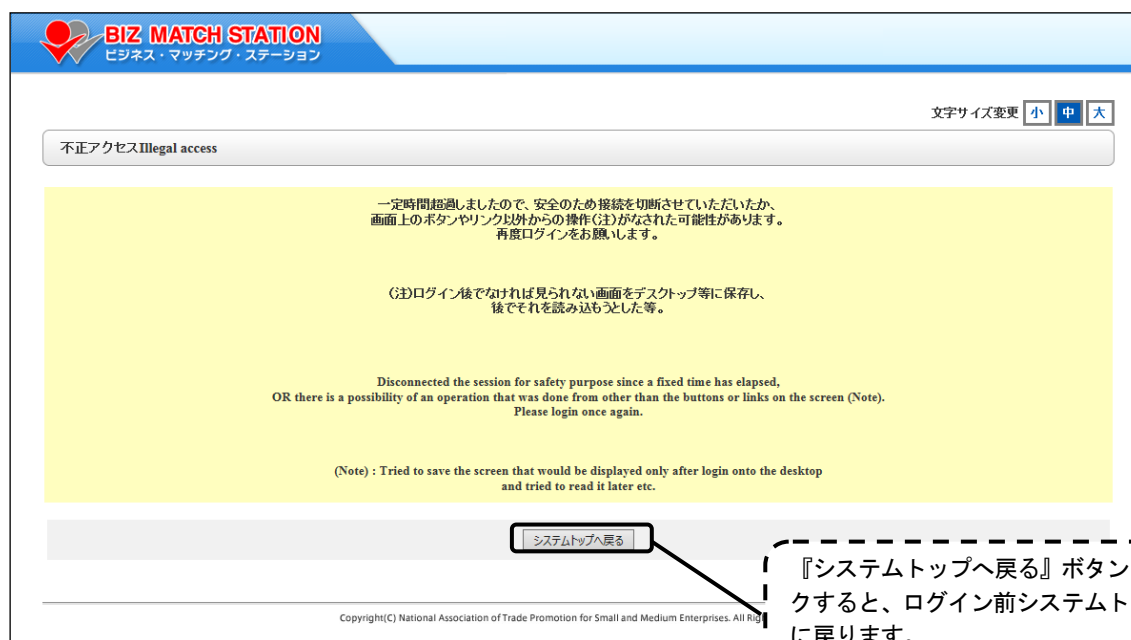 BIZ MATCH STATION
ビジネス・マッチング・ステーション
文字サイズ変更 小 中 大
不正アクセスIllegal access
一定時間超過しましたので、安全のため接続を切断させていただいたか、
画面上のボタンやリンク以外からの操作(注)がなされた可能性があります。
再度ログインをお願いします。
(注)ログイン後でなければ見られない画面をデスクトップ等に保存し、
後でそれを読み込もうとした等。
Disconnected the session for safety purpose since a fixed time has elapsed,
OR there is a possibility of an operation that was done from other than the buttons or links on the screen (Note).
Please login once again.
(Note) : Tried to save the screen that would be displayed only after login onto the desktop
and tried to read it later etc.
システムトップへ戻る
『システムトップへ戻る』ボタン
クすると、ログイン前システムト
に戻ります。
Copyright(C) National Association of Trade Promotion for Small and Medium Enterprises. All